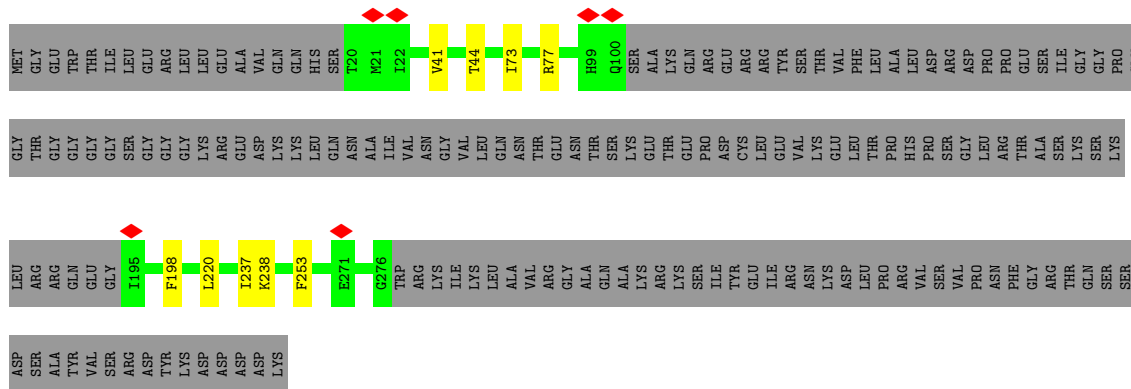 MET GLY GLU TRP THR ILE LEU GLU ARG LEU LEU GLU ALA VAL GLN GLN HIS SER T20 M21 I22 V41 T44 I73 R77 H99 Q100 SER ALA LYS GLN ARG GLU ARG ARG TYR SER THR VAL PHE LEU ALA LEU ASP ARG ASP PRO PRO GLU SER ILE GLY GLY PRO
GLY THR GLY GLY GLY GLY SER GLY GLY GLY LYS ARG GLU ASP LYS LYS LEU GLN ASN ALA ILE VAL ASN GLY VAL LEU GLN ASN THR GLU ASN THR SER LYS GLU THR GLU PRO ASP CYS LEU GLU VAL LYS GLU LEU THR PRO HIS PRO SER GLY LEU ARG THR ALA SER LYS SER LYS
LEU ARG ARG GLN GLU GLY I195 F198 L220 I237 K238 F253 E271 G276 TRP ARG LYS ILE LYS LEU ALA VAL ARG GLY ALA GLN ALA LYS ARG LYS SER ILE TYR GLU ILE ARG ASN LYS ASP LEU PRO ARG VAL SER VAL VAL PRO ASN PHE GLY ARG THR GLN SER SER
ASP SER ALA TYR VAL SER ARG ASP TYR LYS ASP ASP ASP ASP LYS